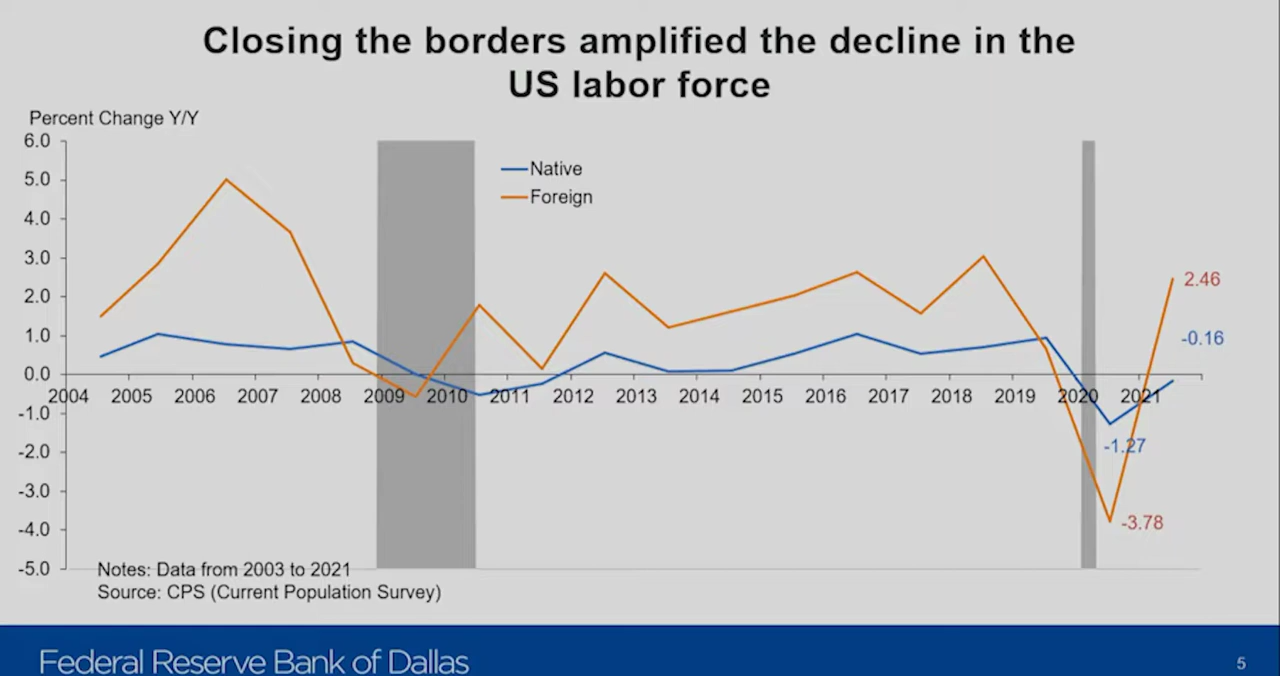 Closing the borders amplified the decline in the
US labor force
Percent Change Y/Y
6.0
5.0
4.0
3.0
2.0
1.0
0.0
-1.0
-2.0
-3.0
-4.0
-5.0
Native
Foreign
2.46
-0.16
2004 2005 2006 2007 2008 2009 2010 2011 2012 2013 2014 2015 2016 2017 2018 2019 2020 2021
-1.27
-3.78
Notes: Data from 2003 to 2021
Source: CPS (Current Population Survey)
Federal Reserve Bank of Dallas
5